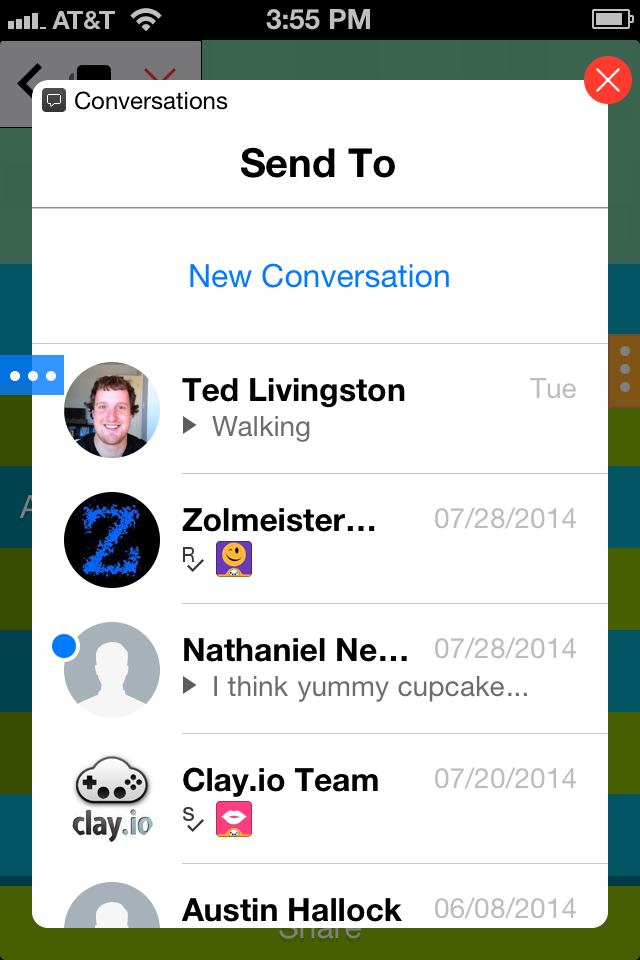 AT&T 3:55 PM
Conversations
Send To
New Conversation
Ted Livingston Tue
Walking
Zolmeister... 07/28/2014
R
Nathaniel Ne... 07/28/2014
I think yummy cupcake...
clay.io
Clay.io Team 07/20/2014
S
Austin Hallock 06/08/2014
Share